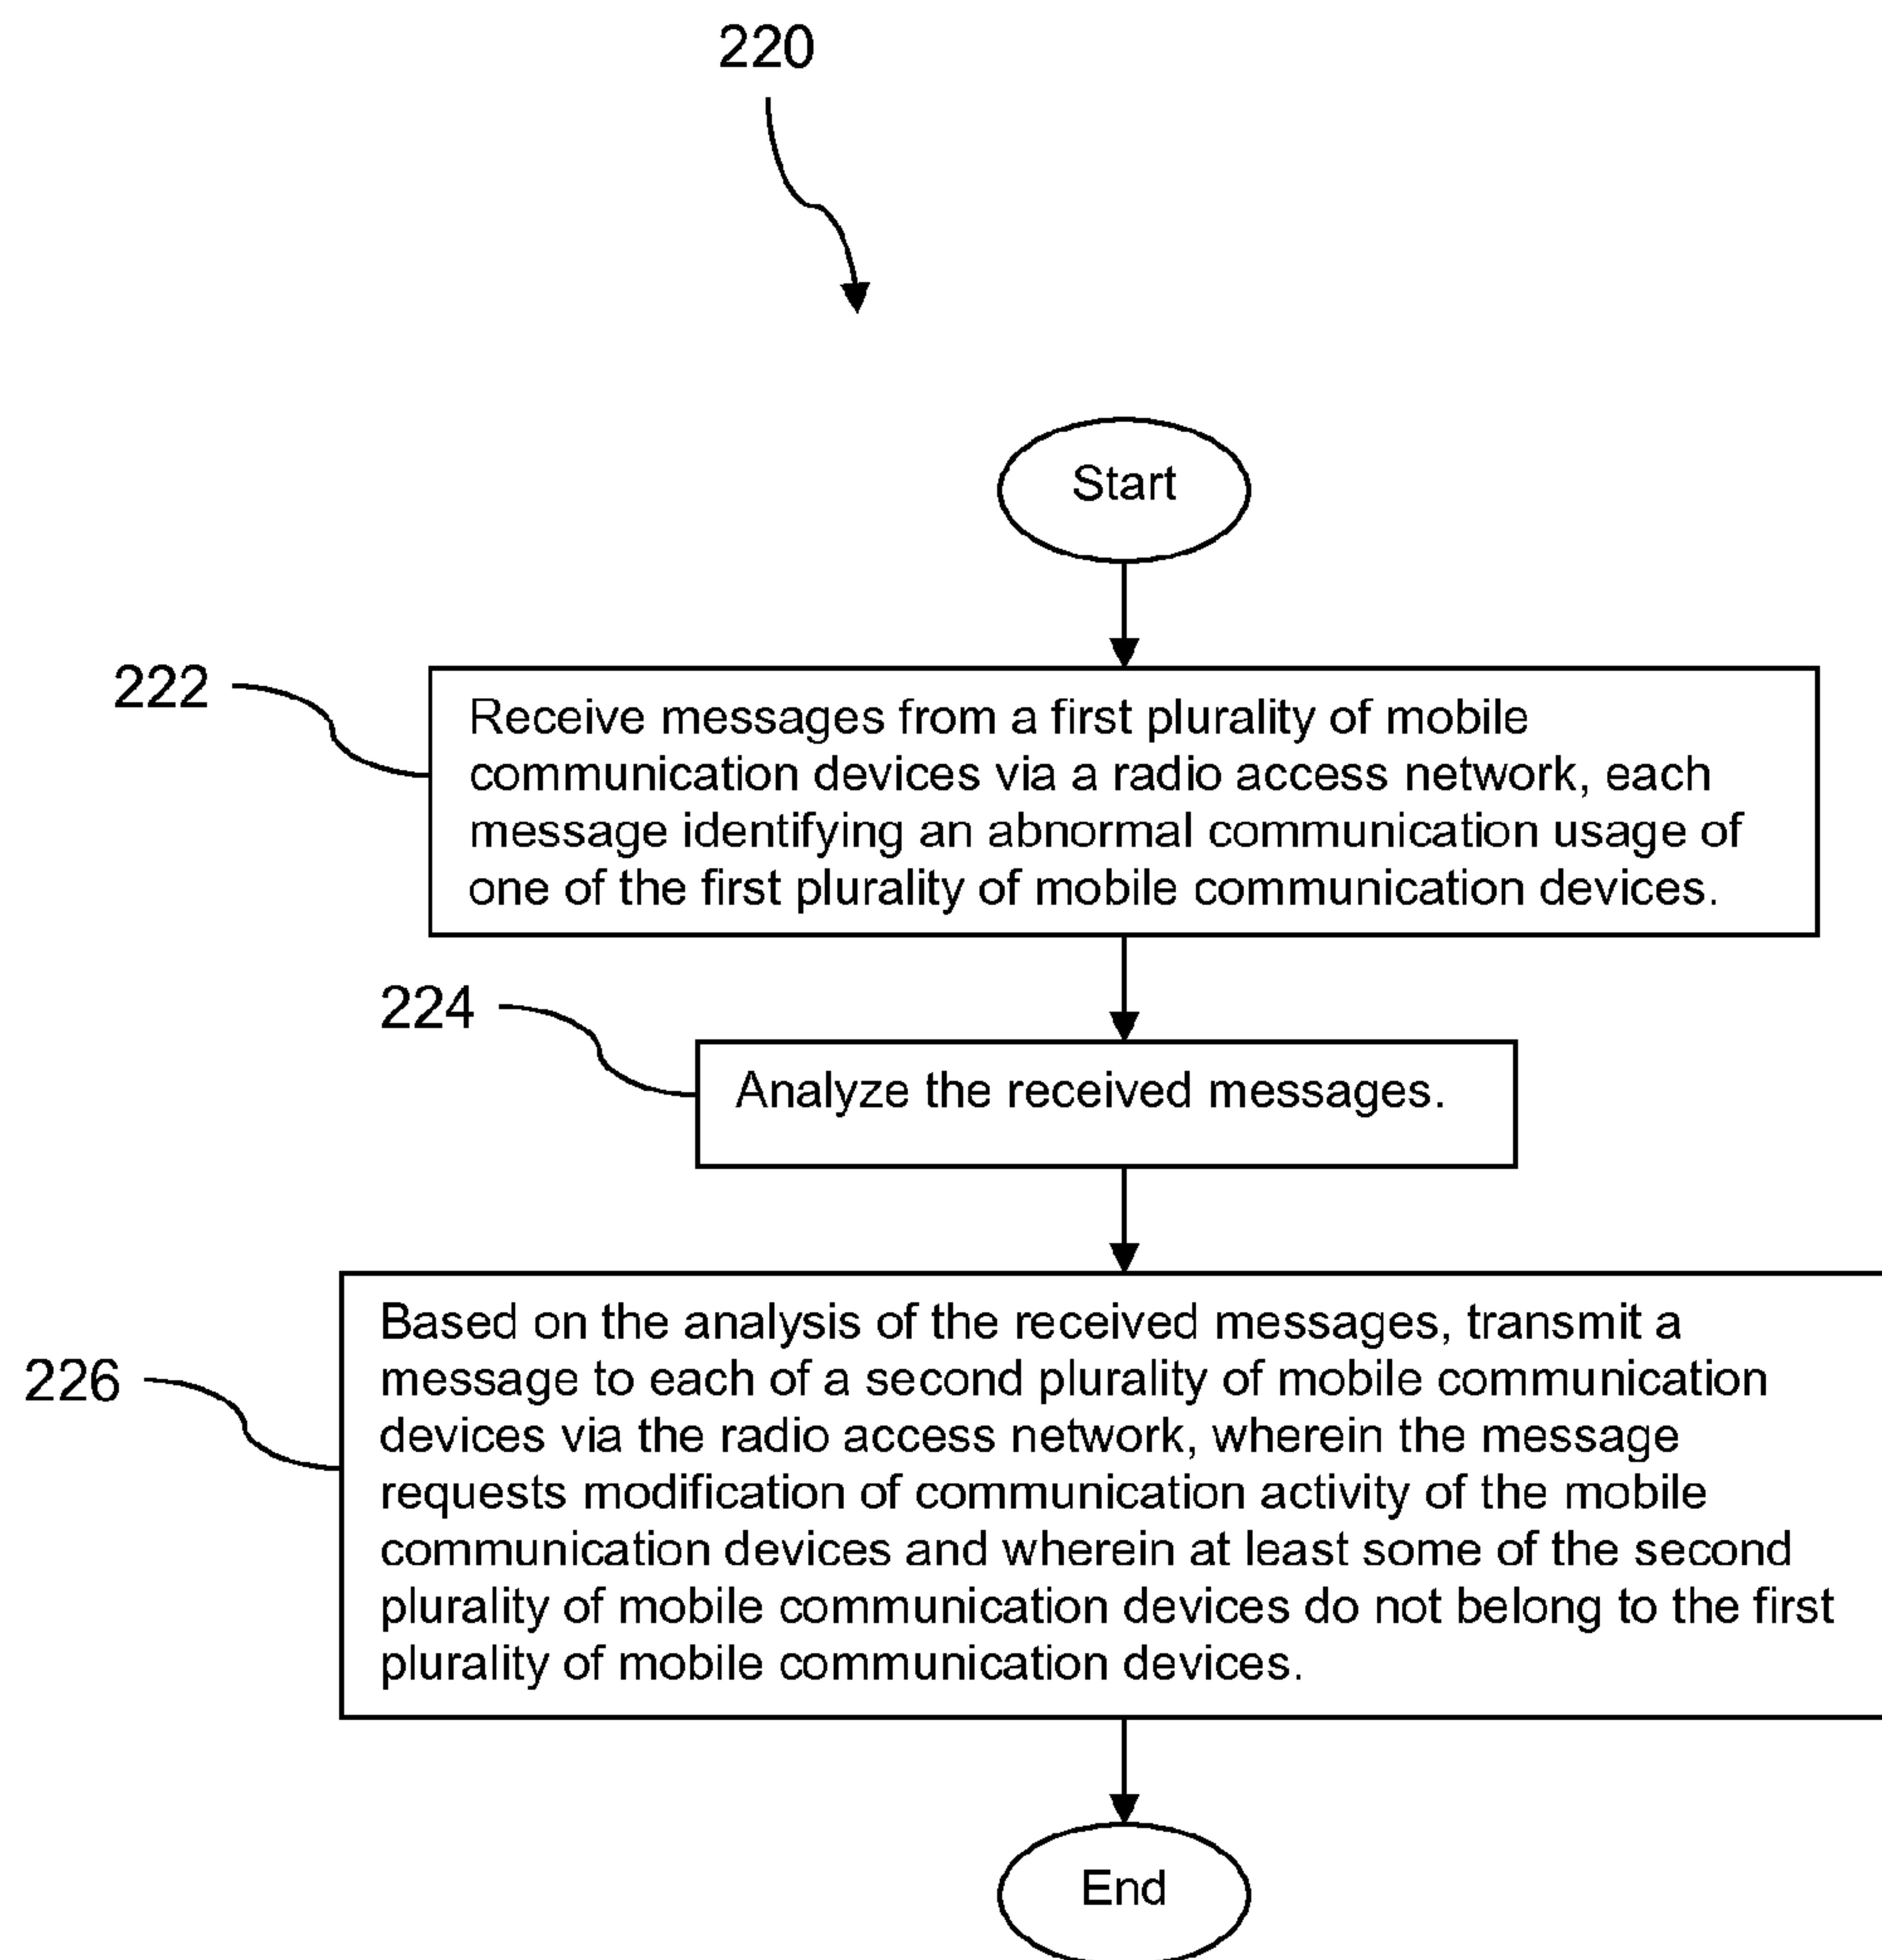 220
Start
222
Receive messages from a first plurality of mobile
communication devices via a radio access network, each
message identifying an abnormal communication usage of
one of the first plurality of mobile communication devices.
224
Analyze the received messages.
226
Based on the analysis of the received messages, transmit a
message to each of a second plurality of mobile communication
devices via the radio access network, wherein the message
requests modification of communication activity of the mobile
communication devices and wherein at least some of the second
plurality of mobile communication devices do not belong to the first
plurality of mobile communication devices.
End